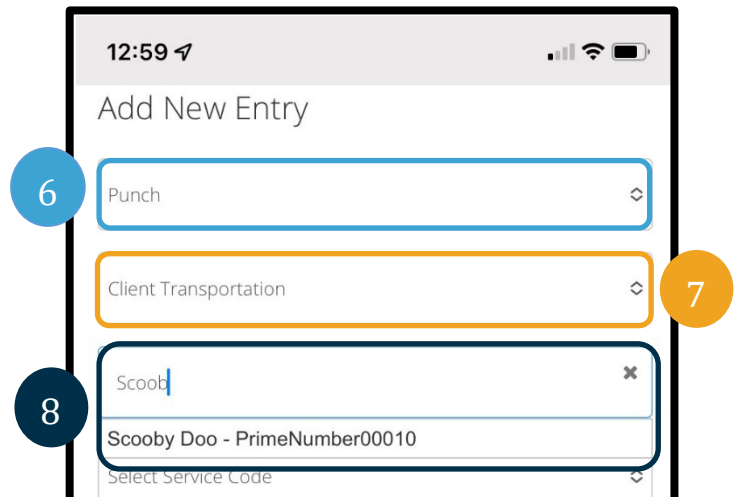 12:59
Add New Entry
6
Punch
Client Transportation
7
Scoob
8
Scooby Doo - PrimeNumber00010
Select Service Code